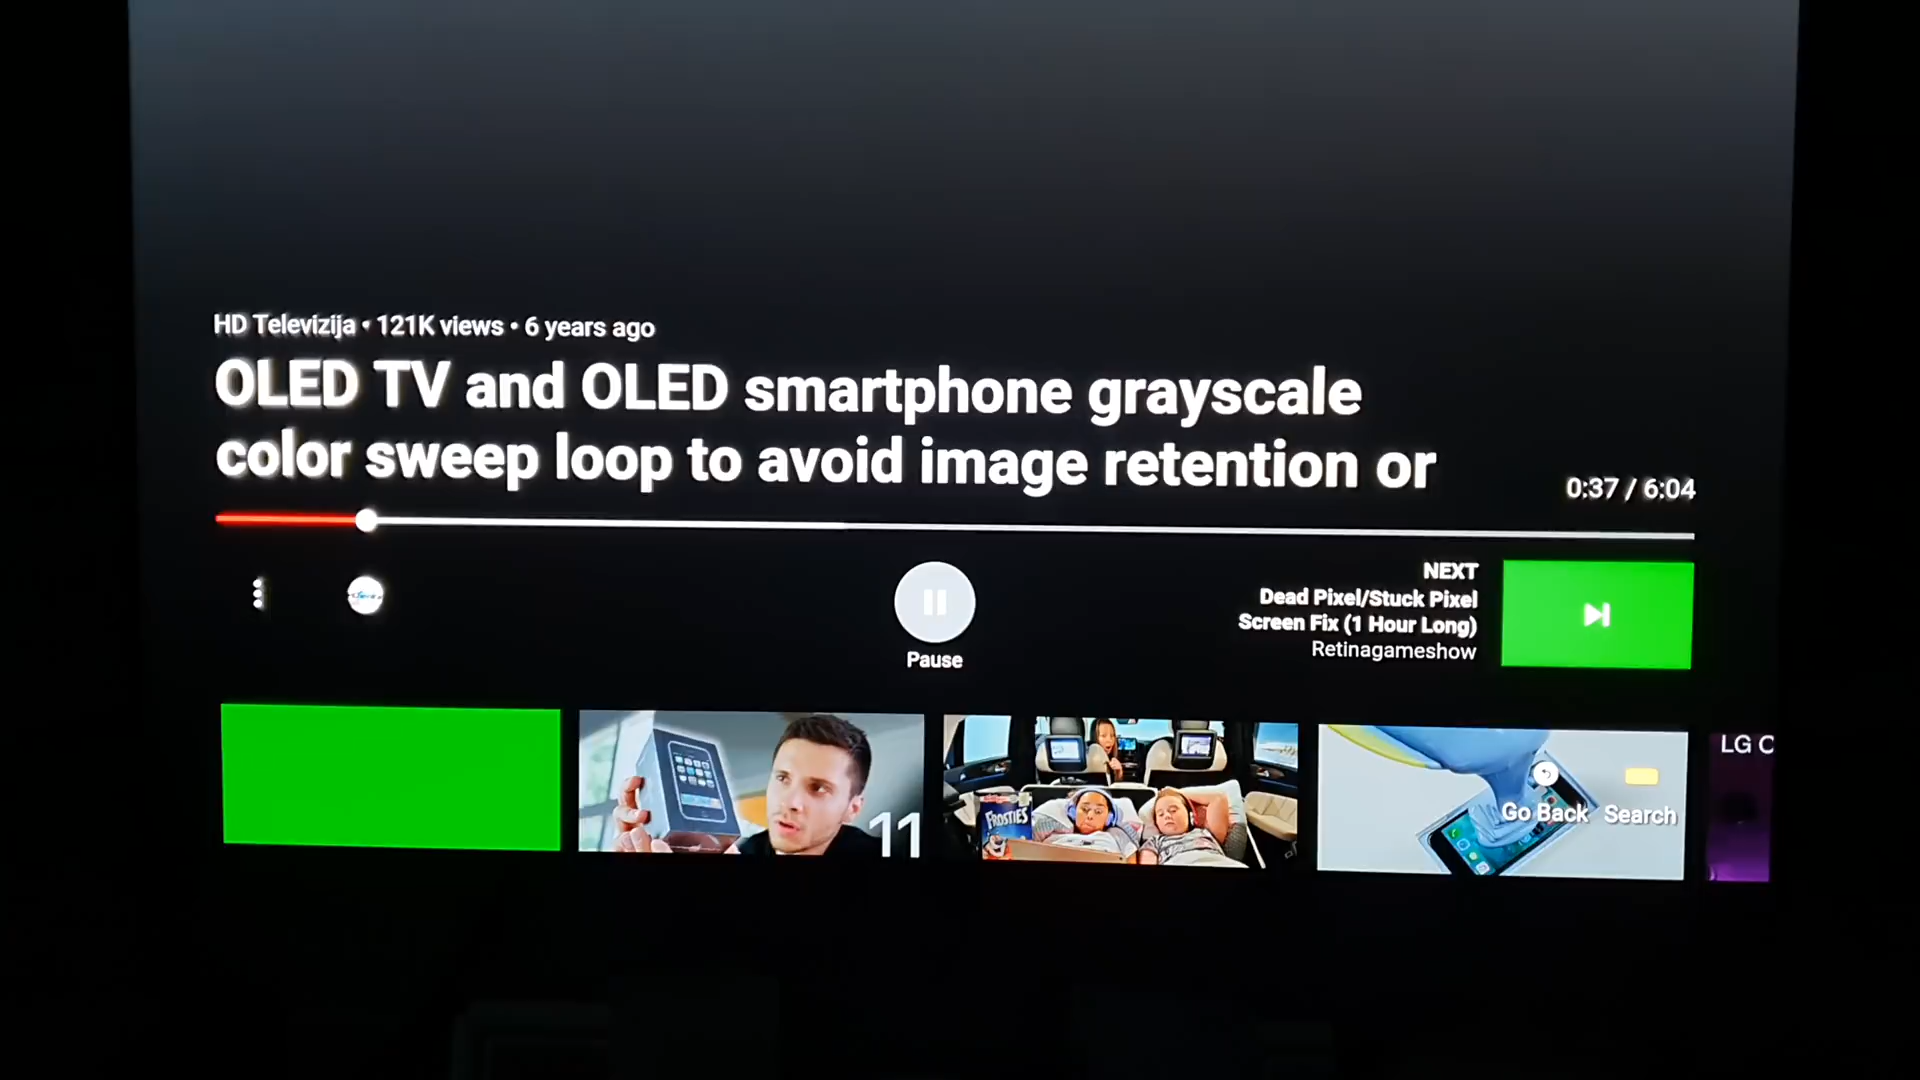 HD Televizija • 121K views • 6 years ago
OLED TV and OLED smartphone grayscale
color sweep loop to avoid image retention or
0:37 / 6:04
NEXT
Dead Pixel/Stuck Pixel
Screen Fix (1 Hour Long)
Retinagameshow
Pause
11
FROSTIES
Go Back Search
LG C